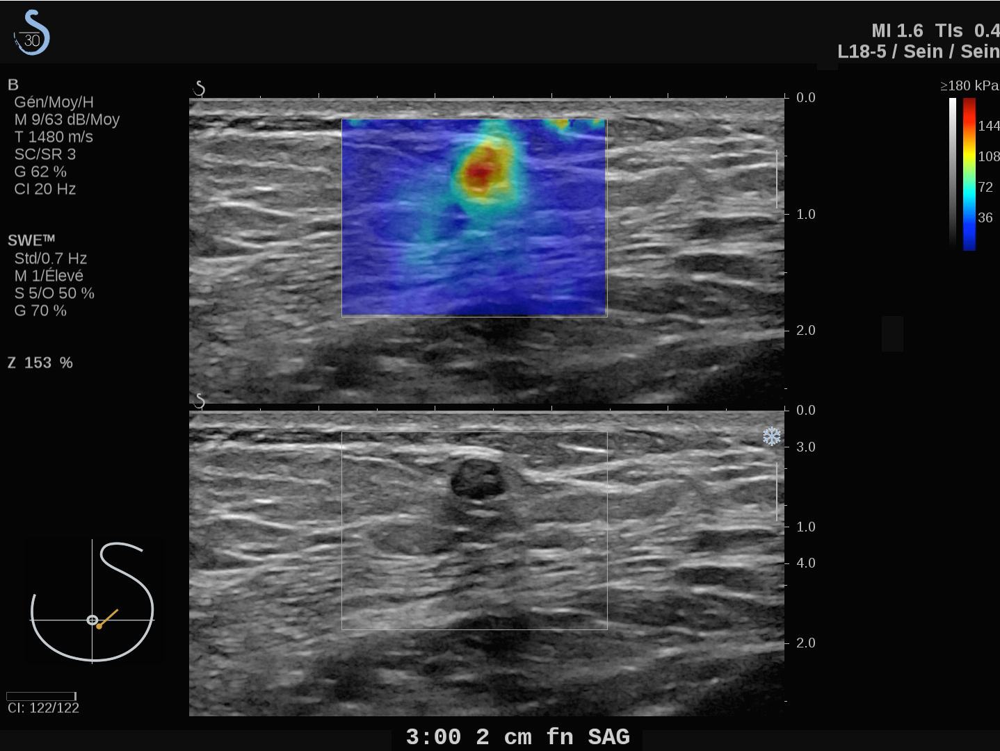 30
MI 1.6 TIs 0.4
L18-5 / Sein / Sein
B
Gén/Moy/H
M 9/63 dB/Moy
T 1480 m/s
SC/SR 3
G 62 %
CI 20 Hz
SWE™
Std/0.7 Hz
M 1/Élevé
S 5/O 50 %
G 70 %
Z 153 %
≥180 kPa
144
108
72
36
0.0
1.0
2.0
0.0
3.0
1.0
4.0
2.0
CI: 122/122
3:00 2 cm fn SAG